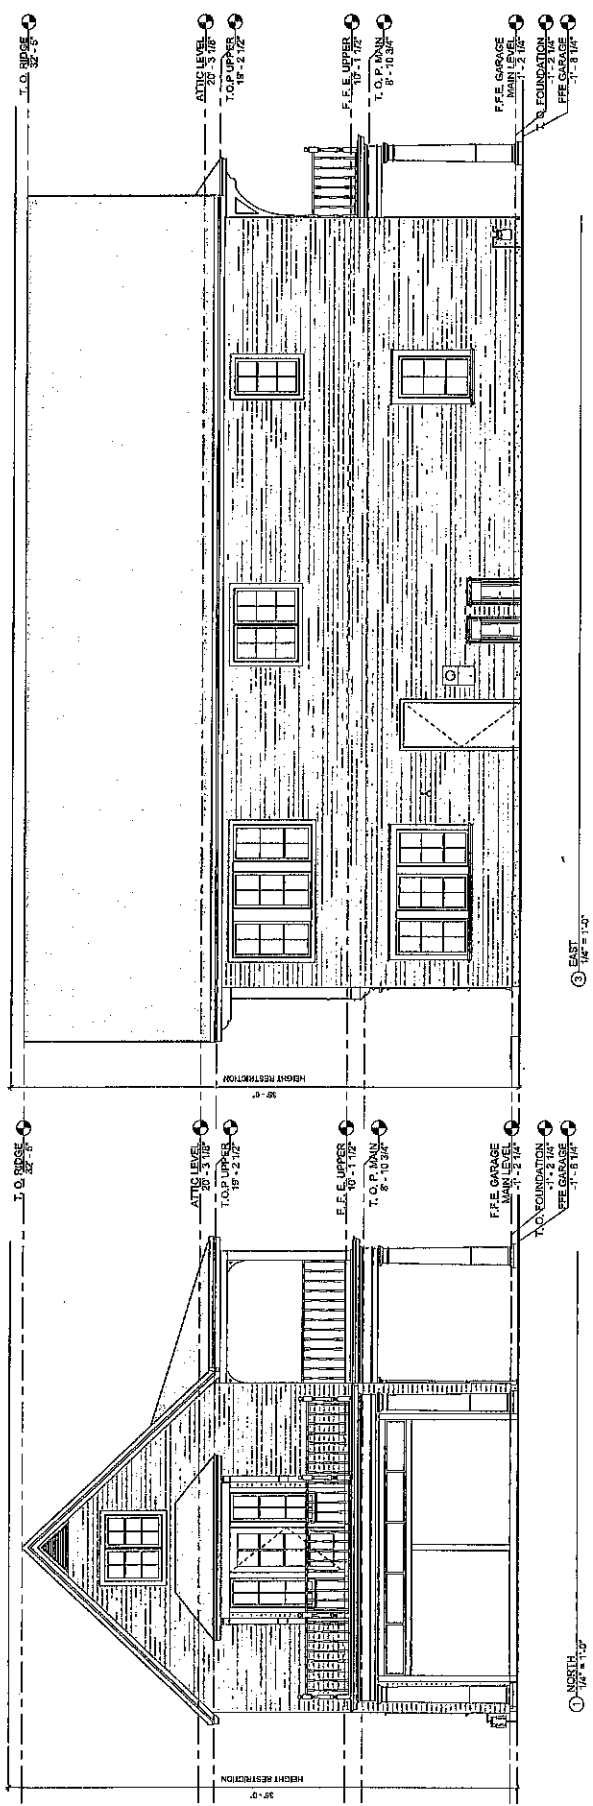 T. O. RIDGE
32' - 5"
ATTIC LEVEL
20' - 3 1/8"
T.O.P UPPER
19' - 2 1/2"
F. F. E. UPPER
10' - 1 1/2"
T. O. P. MAIN
8' - 10 3/4"
F.F.E. GARAGE
MAIN LEVEL
-1' - 2 1/4"
T. O. FOUNDATION
-1' - 2 1/4"
FFE GARAGE
-1' - 8 1/4"
HEIGHT RESTRICTION
35' - 0"
3 EAST
1/4" = 1'-0"
T. O. RIDGE
32' - 5"
ATTIC LEVEL
20' - 3 1/8"
T.O.P UPPER
19' - 2 1/2"
F. F. E. UPPER
10' - 1 1/2"
T. O. P. MAIN
8' - 10 3/4"
F.F.E. GARAGE
MAIN LEVEL
-1' - 2 1/4"
T. O. FOUNDATION
-1' - 2 1/4"
FFE GARAGE
-1' - 8 1/4"
HEIGHT RESTRICTION
35' - 0"
1 NORTH
1/4" = 1'-0"